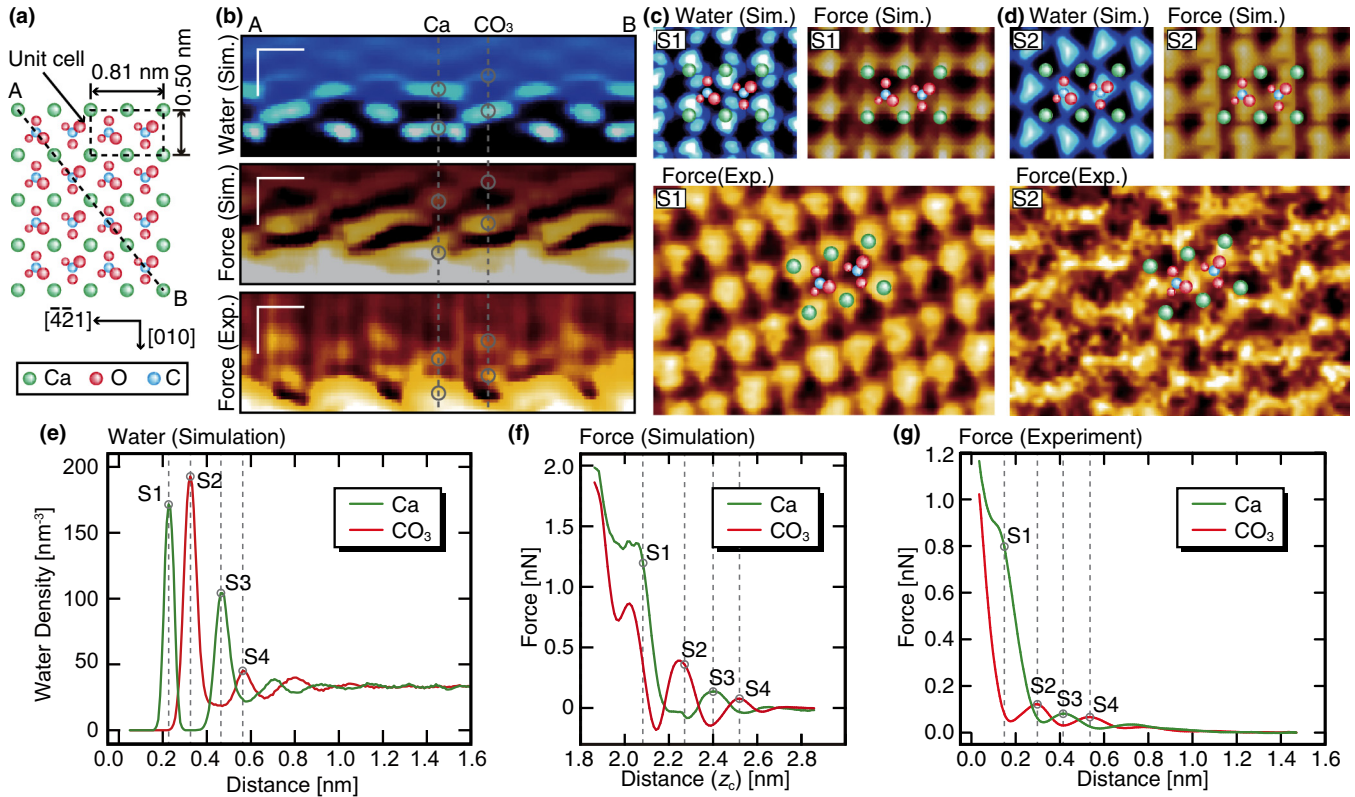 (a)
Unit cell
0.81 nm
0.50 nm
A
B
[4̅2̅1]
[010]
Ca O C
(b)
A Ca CO₃ B
Water (Sim.)
Force (Sim.)
Force (Exp.)
(c) Water (Sim.) Force (Sim.)
S1 S1
Force(Exp.)
S1
(d) Water (Sim.) Force (Sim.)
S2 S2
Force(Exp.)
S2
(e) Water (Simulation)
Water Density [nm⁻³]
200
150
100
50
0
S1 S2
S3
S4
Ca
CO₃
0.0 0.2 0.4 0.6 0.8 1.0 1.2 1.4 1.6
Distance [nm]
(f) Force (Simulation)
Force [nN]
2.0
1.5
1.0
0.5
0
S1
S2
S3
S4
Ca
CO₃
1.8 2.0 2.2 2.4 2.6 2.8 3.0
Distance (z꜀) [nm]
(g) Force (Experiment)
Force [nN]
1.2
1.0
0.8
0.6
0.4
0.2
0.0
S1
S2 S3 S4
Ca
CO₃
0.0 0.2 0.4 0.6 0.8 1.0 1.2 1.4 1.6
Distance [nm]